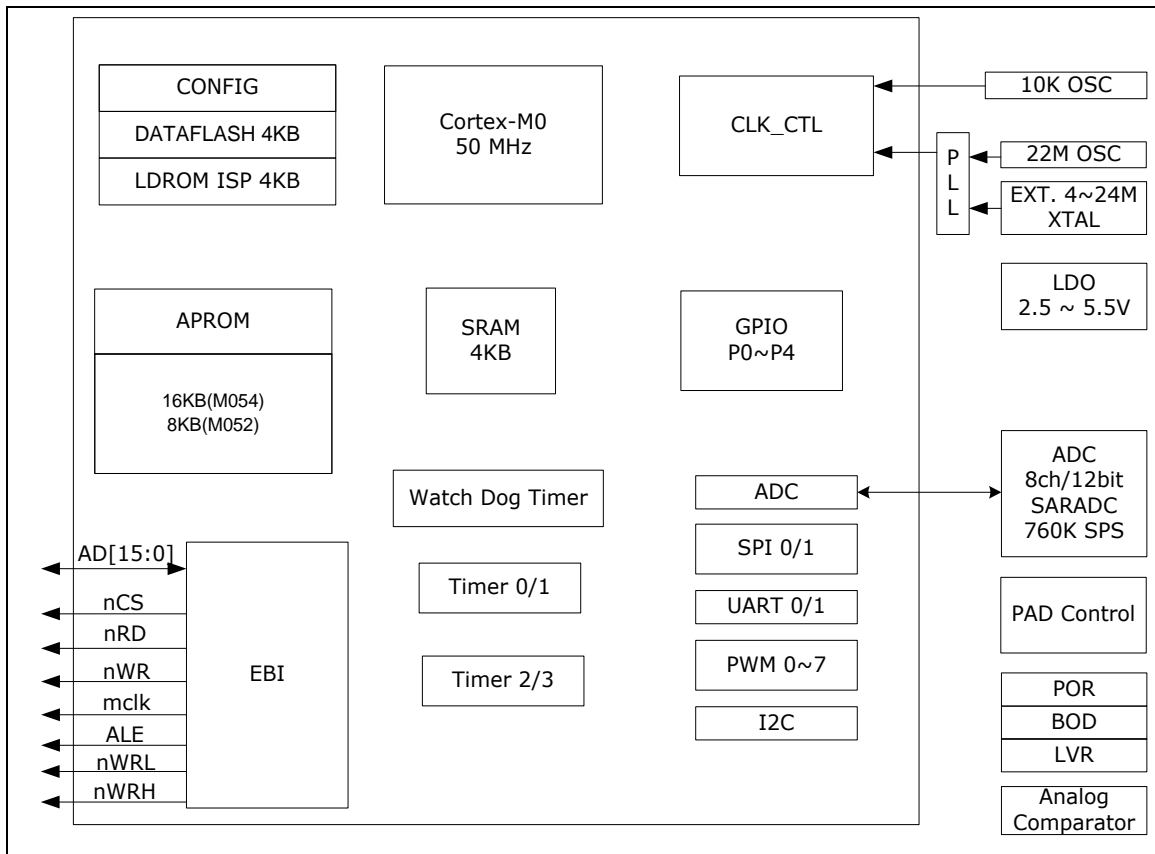 CONFIG
DATAFLASH 4KB
LDROM ISP 4KB
Cortex-M0
50 MHz
CLK_CTL
10K OSC
P
L
L
22M OSC
EXT. 4~24M
XTAL
LDO
2.5 ~ 5.5V
APROM
16KB(M054)
8KB(M052)
SRAM
4KB
GPIO
P0~P4
Watch Dog Timer
Timer 0/1
Timer 2/3
ADC
SPI 0/1
UART 0/1
PWM 0~7
I2C
ADC
8ch/12bit
SARADC
760K SPS
PAD Control
POR
BOD
LVR
Analog
Comparator
AD[15:0]
nCS
nRD
nWR
mclk
ALE
nWRL
nWRH
EBI